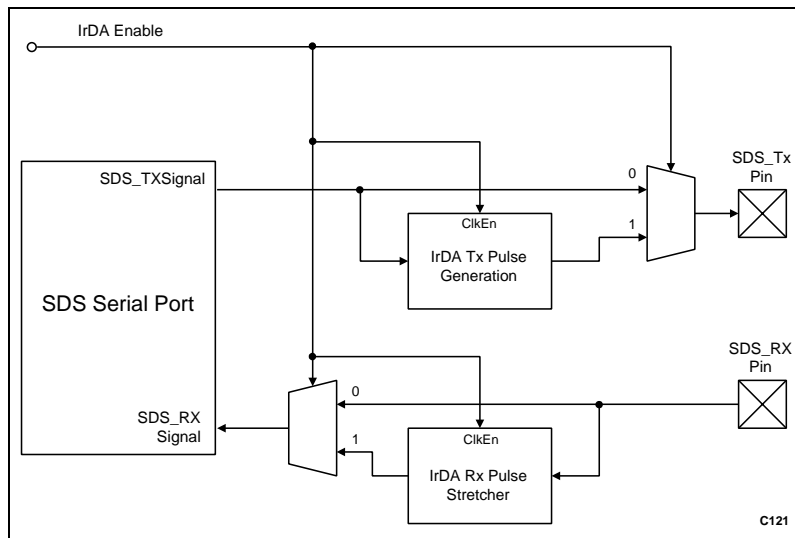 IrDA Enable
SDS_TXSignal
0
SDS_Tx
Pin
ClkEn
1
IrDA Tx Pulse
Generation
SDS Serial Port
SDS_RX
Pin
0
SDS_RX
Signal
1
ClkEn
IrDA Rx Pulse
Stretcher
C121